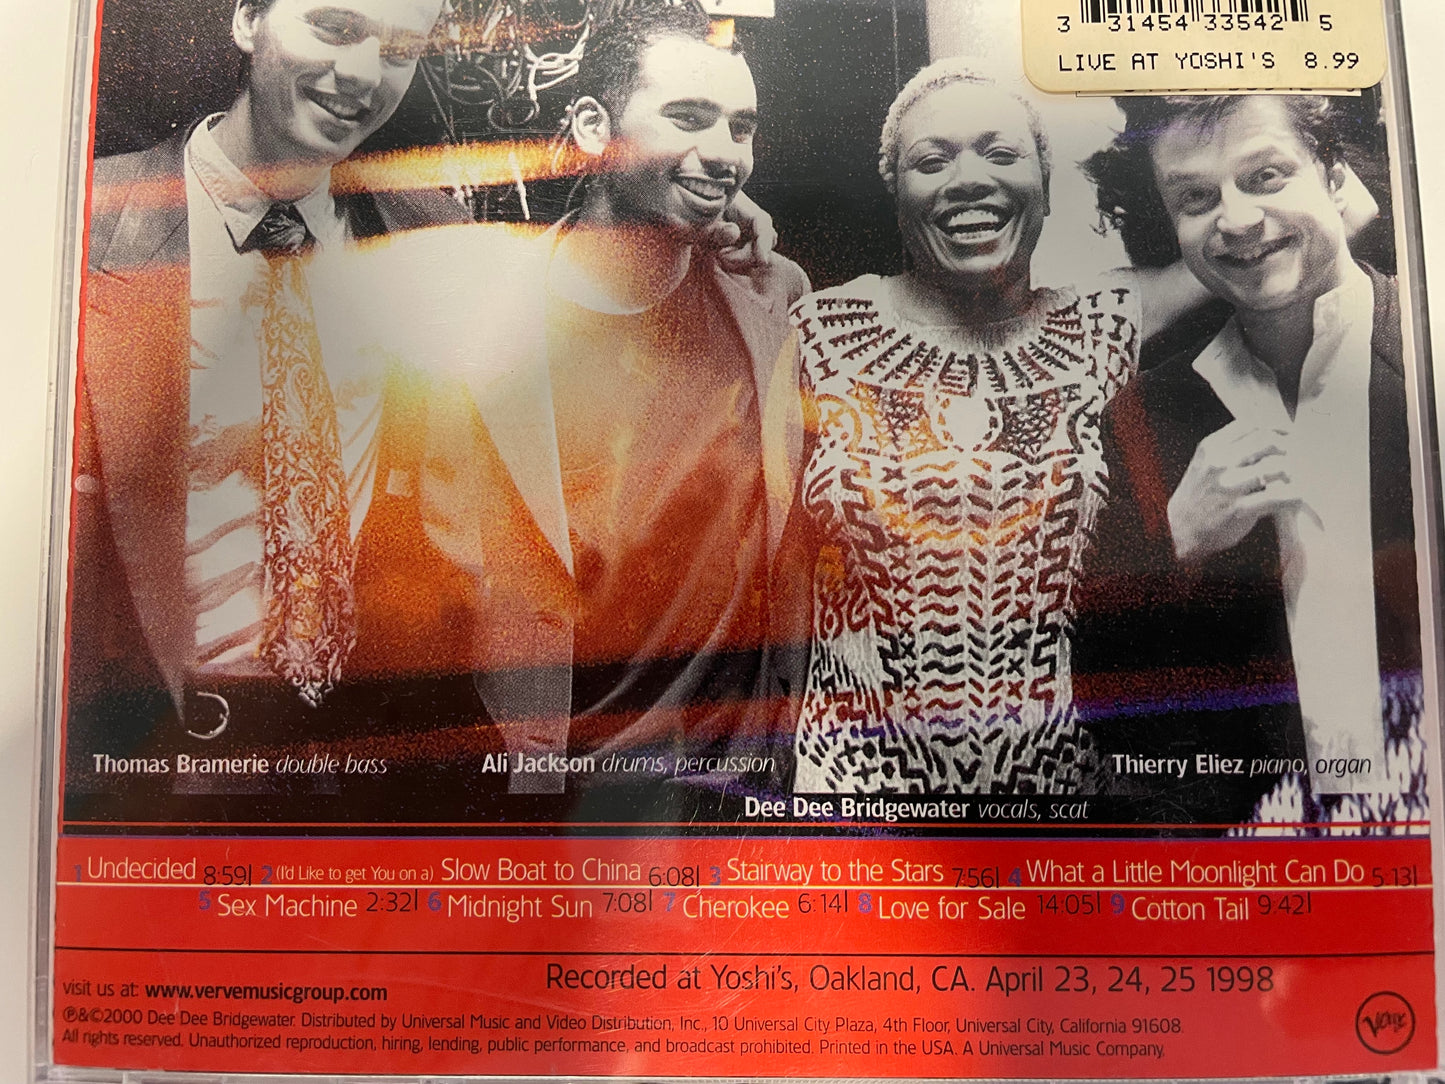 3 31454 33542 5
LIVE AT YOSHI'S 8.99
Thomas Bramerie double bass
Ali Jackson drums, percussion
Thierry Eliez piano, organ
Dee Dee Bridgewater vocals, scat
1 Undecided 8:59| 2 (I'd Like to get You on a) Slow Boat to China 6:08| 3 Stairway to the Stars 7:56| 4 What a Little Moonlight Can Do 5:13|
5 Sex Machine 2:32| 6 Midnight Sun 7:08| 7 Cherokee 6:14| 8 Love for Sale 14:05| 9 Cotton Tail 9:42|
Recorded at Yoshi's, Oakland, CA. April 23, 24, 25 1998
visit us at: www.vervemusicgroup.com
℗&©2000 Dee Dee Bridgewater. Distributed by Universal Music and Video Distribution, Inc., 10 Universal City Plaza, 4th Floor, Universal City, California 91608.
All rights reserved. Unauthorized reproduction, hiring, lending, public performance, and broadcast prohibited. Printed in the USA. A Universal Music Company.
Verve